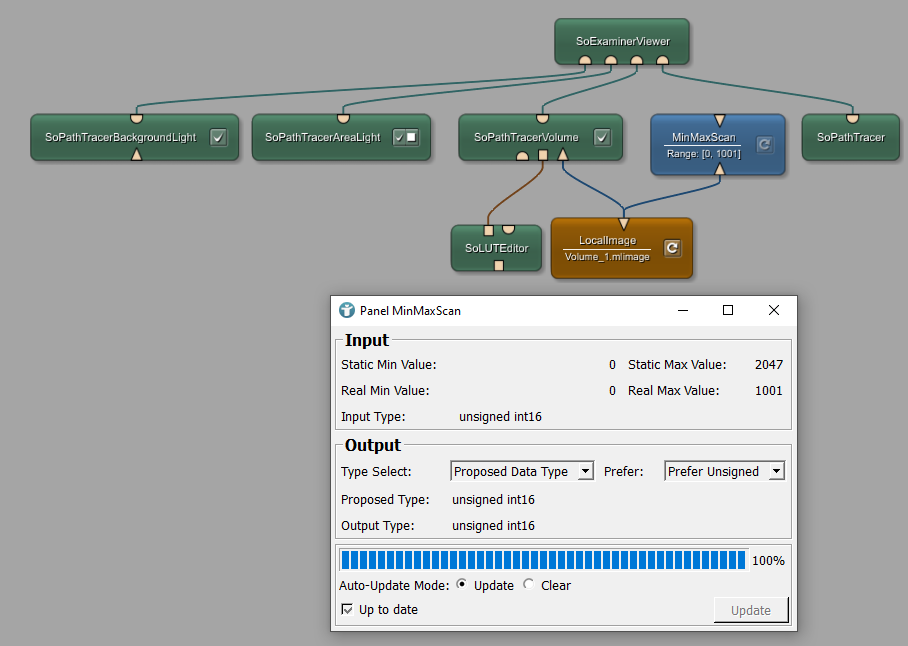 SoExaminerViewer
SoPathTracerBackgroundLight
SoPathTracerAreaLight
SoPathTracerVolume
MinMaxScan
Range: [0, 1001]
SoPathTracer
SoLUTEditor
LocalImage
Volume_1.mlimage
Panel MinMaxScan
Input
Static Min Value: 0 Static Max Value: 2047
Real Min Value: 0 Real Max Value: 1001
Input Type: unsigned int16
Output
Type Select: Proposed Data Type Prefer: Prefer Unsigned
Proposed Type: unsigned int16
Output Type: unsigned int16
100%
Auto-Update Mode: Update Clear
Up to date Update